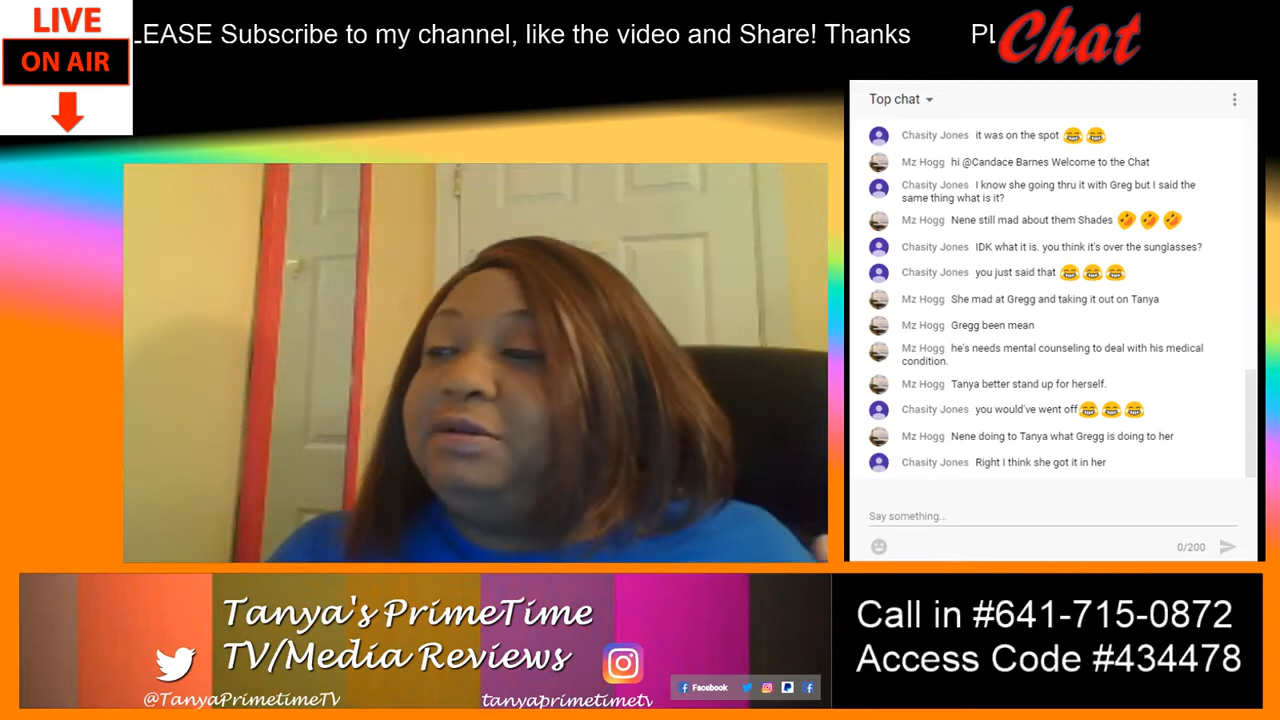 LIVE
ON AIR
LEASE Subscribe to my channel, like the video and Share! Thanks
PL
Chat
Top chat
Chasity Jones it was on the spot 😂 😂
Mz Hogg hi @Candace Barnes Welcome to the Chat
Chasity Jones I know she going thru it with Greg but I said the
same thing what is it?
Mz Hogg Nene still mad about them Shades 🤣 🤣 🤣
Chasity Jones IDK what it is. you think it's over the sunglasses?
Chasity Jones you just said that 😂 😂 😂
Mz Hogg She mad at Gregg and taking it out on Tanya
Mz Hogg Gregg been mean
Mz Hogg he's needs mental counseling to deal with his medical
condition.
Mz Hogg Tanya better stand up for herself.
Chasity Jones you would've went off😂 😂 😂
Mz Hogg Nene doing to Tanya what Gregg is doing to her
Chasity Jones Right I think she got it in her
Say something...
0/200
Tanya's PrimeTime
TV/Media Reviews
@TanyaPrimetimeTV
tanyaprimetimetv
Facebook
Call in #641-715-0872
Access Code #434478